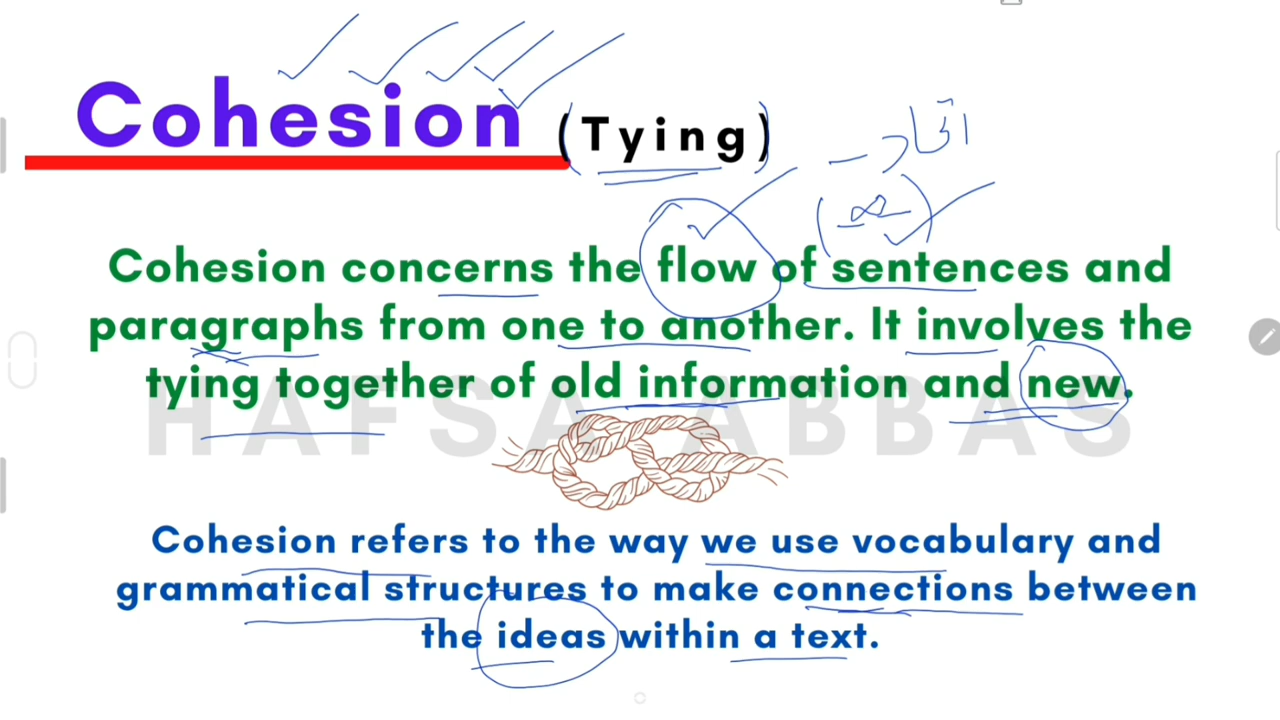 Cohesion (Tying)
Cohesion concerns the flow of sentences and
paragraphs from one to another. It involves the
tying together of old information and new.
HAFSA ABBAS
Cohesion refers to the way we use vocabulary and
grammatical structures to make connections between
the ideas within a text.